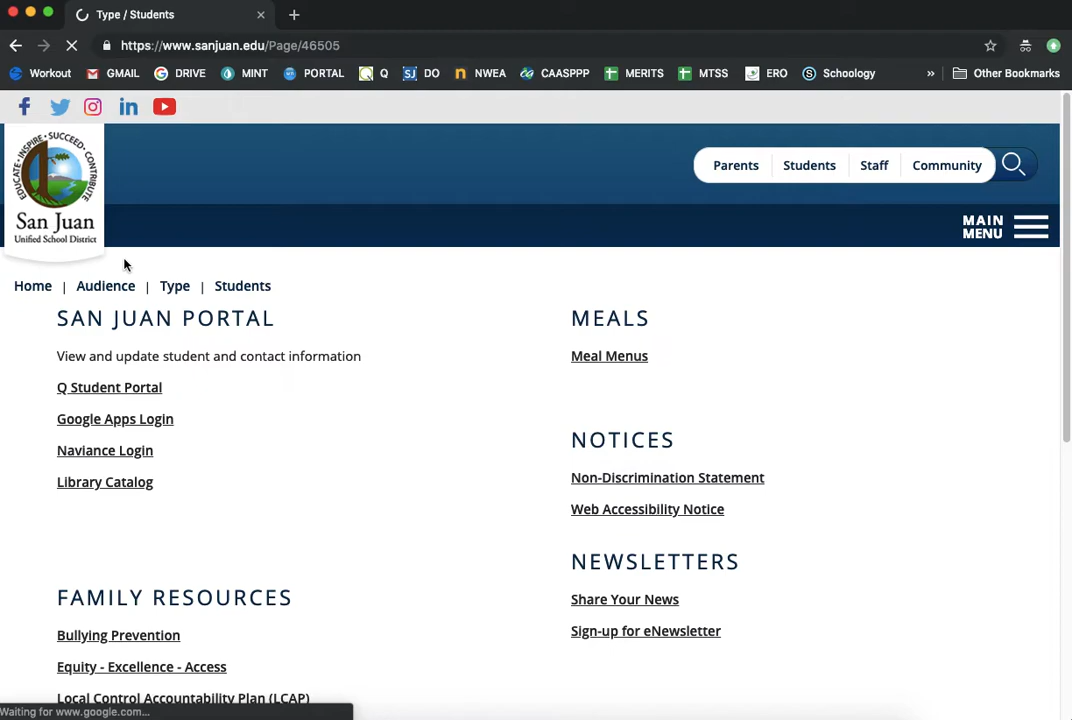 Type / Students
https://www.sanjuan.edu/Page/46505
Workout GMAIL DRIVE MINT PORTAL Q DO NWEA CAASPPP MERITS MTSS ERO Schoology » Other Bookmarks
EDUCATE·INSPIRE·SUCCEED·CONTRIBUTE
San Juan
Unified School District
Parents Students Staff Community
MAIN
MENU
Home | Audience | Type | Students
SAN JUAN PORTAL
View and update student and contact information
Q Student Portal
Google Apps Login
Naviance Login
Library Catalog
FAMILY RESOURCES
Bullying Prevention
Equity - Excellence - Access
Local Control Accountability Plan (LCAP)
MEALS
Meal Menus
NOTICES
Non-Discrimination Statement
Web Accessibility Notice
NEWSLETTERS
Share Your News
Sign-up for eNewsletter
Waiting for www.google.com...